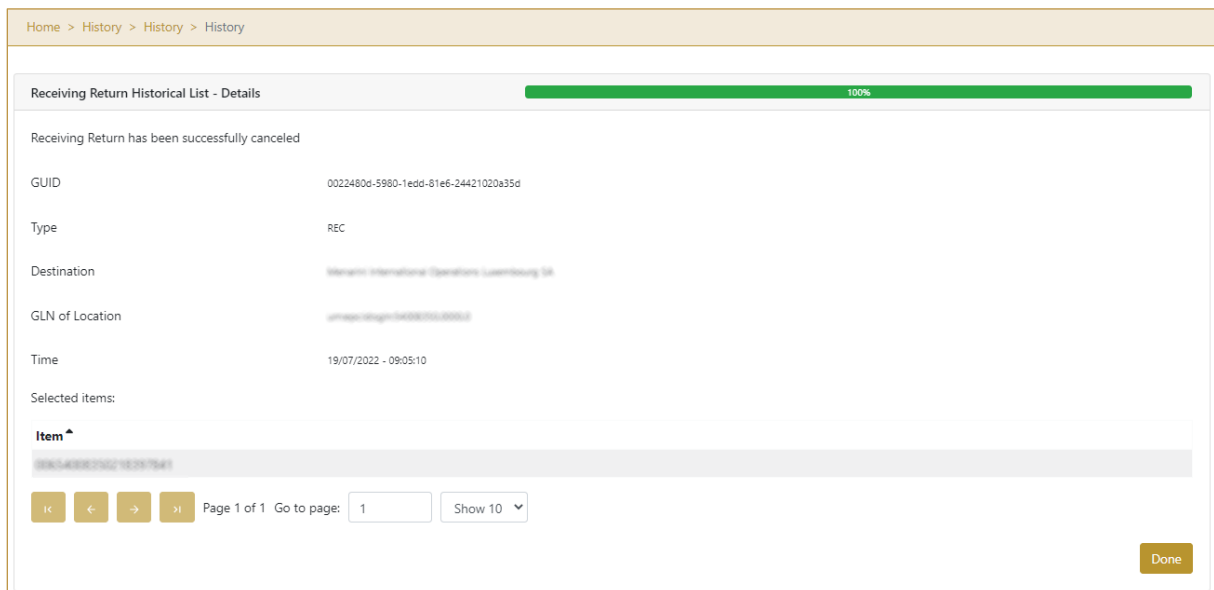 Home > History > History > History
Receiving Return Historical List - Details
100%
Receiving Return has been successfully canceled
GUID 0022480d-5980-1edd-81e6-24421020a35d
Type REC
Destination
GLN of Location
Time 19/07/2022 - 09:05:10
Selected items:
Item
Page 1 of 1 Go to page: 1 Show 10
Done